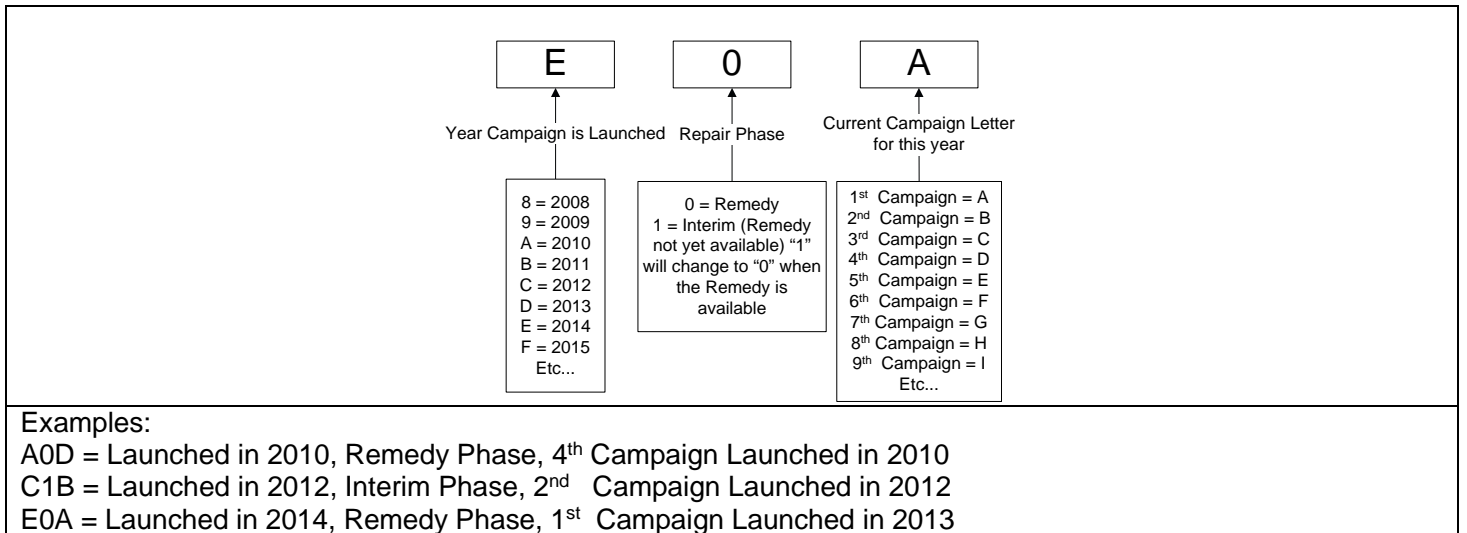 E 0 A
Year Campaign is Launched
Repair Phase
Current Campaign Letter
for this year
8 = 2008
9 = 2009
A = 2010
B = 2011
C = 2012
D = 2013
E = 2014
F = 2015
Etc...
0 = Remedy
1 = Interim (Remedy
not yet available) “1”
will change to “0” when
the Remedy is
available
1st Campaign = A
2nd Campaign = B
3rd Campaign = C
4th Campaign = D
5th Campaign = E
6th Campaign = F
7th Campaign = G
8th Campaign = H
9th Campaign = I
Etc...
Examples:
A0D = Launched in 2010, Remedy Phase, 4th Campaign Launched in 2010
C1B = Launched in 2012, Interim Phase, 2nd Campaign Launched in 2012
E0A = Launched in 2014, Remedy Phase, 1st Campaign Launched in 2013